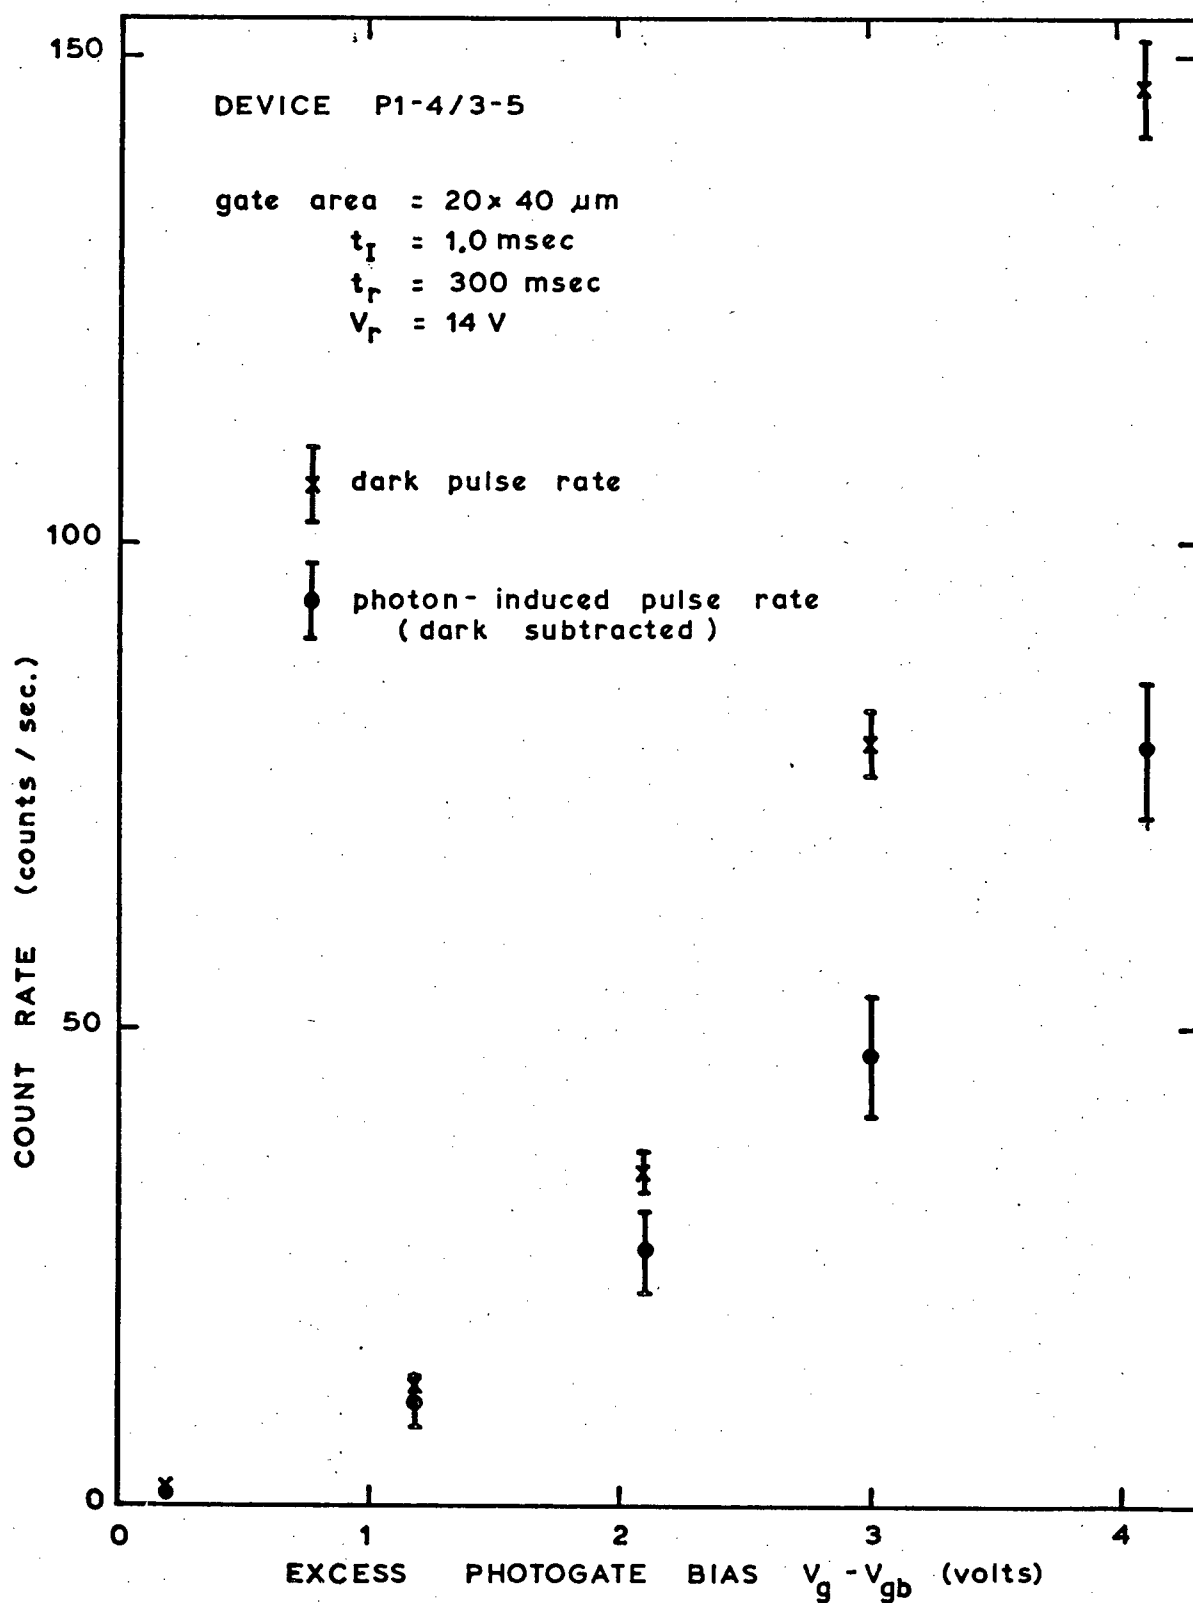 150
DEVICE P1-4/3-5
gate area = 20x 40 µm
t_I = 1.0 msec
t_r = 300 msec
V_r = 14 V
dark pulse rate
100
photon-induced pulse rate
(dark subtracted)
COUNT RATE (counts / sec.)
50
0
0 1 2 3 4
EXCESS PHOTOGATE BIAS V_g - V_gb (volts)